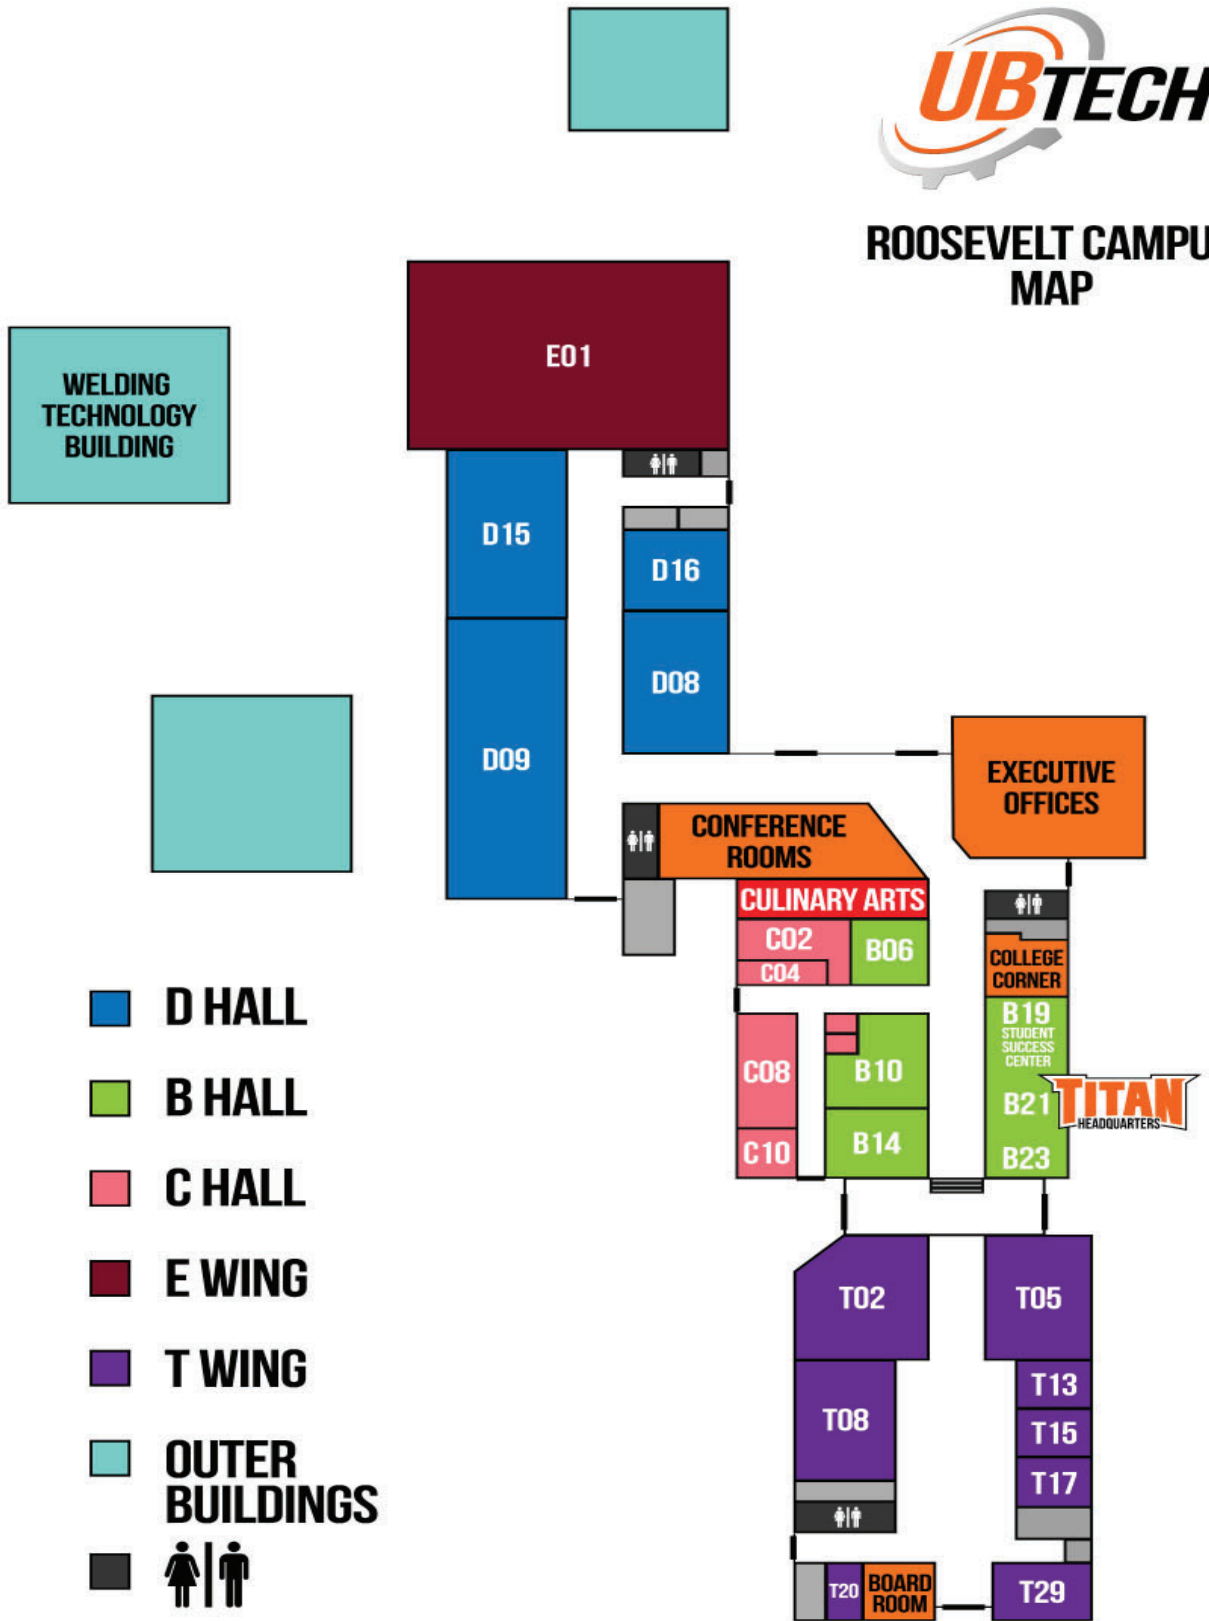 UBTECH
ROOSEVELT CAMPU
MAP
E01
WELDING
TECHNOLOGY
BUILDING
D15
D16
D08
D09
EXECUTIVE
OFFICES
CONFERENCE
ROOMS
CULINARY ARTS
C02
B06
C04
COLLEGE
CORNER
B19
STUDENT
SUCCESS
CENTER
C08
B10
B21
TITAN
HEADQUARTERS
C10
B14
B23
D HALL
B HALL
C HALL
E WING
T WING
OUTER
BUILDINGS
T02
T05
T13
T08
T15
T17
T20
BOARD
ROOM
T29